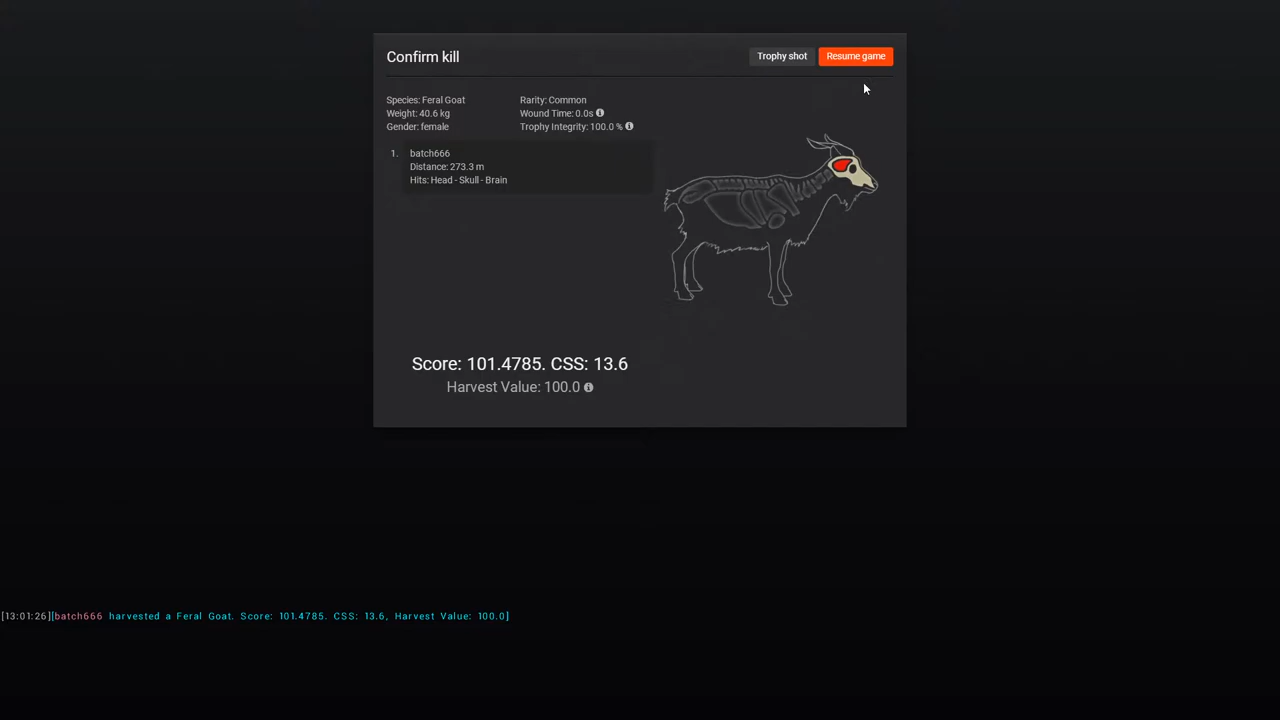 Confirm kill
Trophy shot
Resume game
Species: Feral Goat
Weight: 40.6 kg
Gender: female
Rarity: Common
Wound Time: 0.0s
Trophy Integrity: 100.0 %
1. batch666
Distance: 273.3 m
Hits: Head - Skull - Brain
Score: 101.4785. CSS: 13.6
Harvest Value: 100.0
[13:01:26][batch666 harvested a Feral Goat. Score: 101.4785. CSS: 13.6, Harvest Value: 100.0]